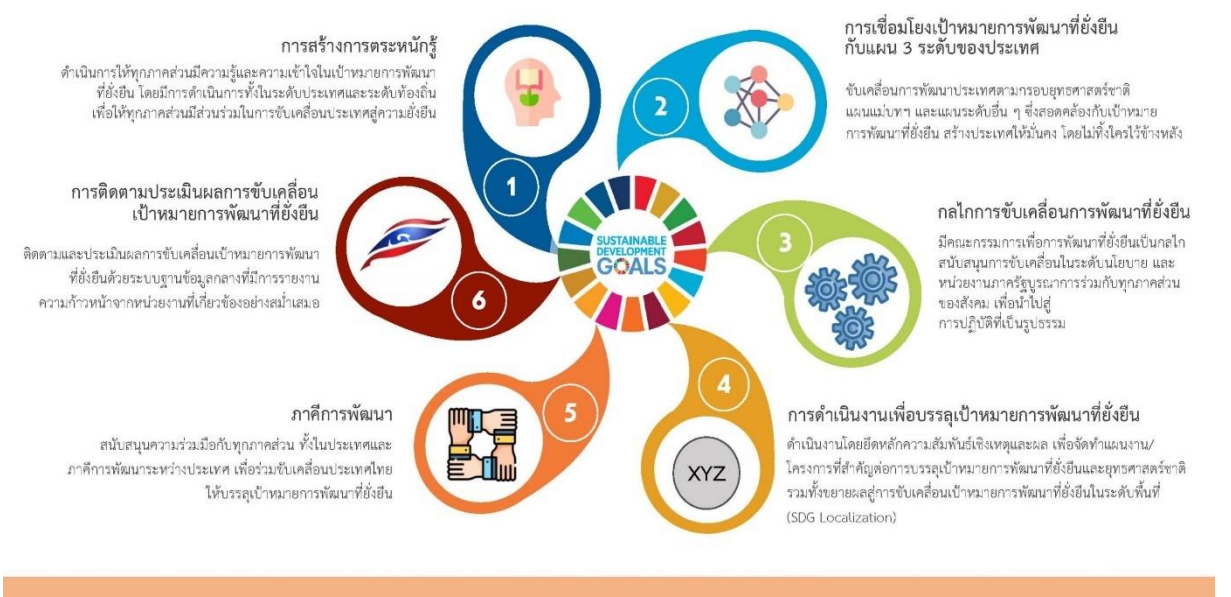 การสร้างการตระหนักรู้
ดำเนินการให้ทุกภาคส่วนมีความรู้และความเข้าใจในเป้าหมายการพัฒนา
ที่ยั่งยืน โดยมีการดำเนินการทั้งในระดับประเทศและระดับท้องถิ่น
เพื่อให้ทุกภาคส่วนมีส่วนร่วมในการขับเคลื่อนประเทศสู่ความยั่งยืน
1
การเชื่อมโยงเป้าหมายการพัฒนาที่ยั่งยืน
กับแผน 3 ระดับของประเทศ
ขับเคลื่อนการพัฒนาประเทศตามกรอบยุทธศาสตร์ชาติ
แผนแม่บทฯ และแผนระดับอื่น ๆ ซึ่งสอดคล้องกับเป้าหมาย
การพัฒนาที่ยั่งยืน สร้างประเทศให้มั่นคง โดยไม่ทิ้งใครไว้ข้างหลัง
2
กลไกการขับเคลื่อนการพัฒนาที่ยั่งยืน
มีคณะกรรมการเพื่อการพัฒนาที่ยั่งยืนเป็นกลไก
สนับสนุนการขับเคลื่อนในระดับนโยบาย และ
หน่วยงานภาครัฐบูรณาการร่วมกับทุกภาคส่วน
ของสังคม เพื่อนำไปสู่
การปฏิบัติที่เป็นรูปธรรม
3
การดำเนินงานเพื่อบรรลุเป้าหมายการพัฒนาที่ยั่งยืน
ดำเนินงานโดยยึดหลักความสัมพันธ์เชิงเหตุและผล เพื่อจัดทำแผนงาน/
โครงการที่สำคัญต่อการบรรลุเป้าหมายการพัฒนาที่ยั่งยืนและยุทธศาสตร์ชาติ
รวมทั้งขยายผลสู่การขับเคลื่อนเป้าหมายการพัฒนาที่ยั่งยืนในระดับพื้นที่
(SDG Localization)
4
XYZ
ภาคีการพัฒนา
สนับสนุนความร่วมมือกับทุกภาคส่วน ทั้งในประเทศและ
ภาคีการพัฒนาระหว่างประเทศ เพื่อร่วมขับเคลื่อนประเทศไทย
ให้บรรลุเป้าหมายการพัฒนาที่ยั่งยืน
5
การติดตามประเมินผลการขับเคลื่อน
เป้าหมายการพัฒนาที่ยั่งยืน
ติดตามและประเมินผลการขับเคลื่อนเป้าหมายการพัฒนา
ที่ยั่งยืนด้วยระบบฐานข้อมูลกลางที่มีการรายงาน
ความก้าวหน้าจากหน่วยงานที่เกี่ยวข้องอย่างสม่ำเสมอ
6
SUSTAINABLE
DEVELOPMENT
GOALS